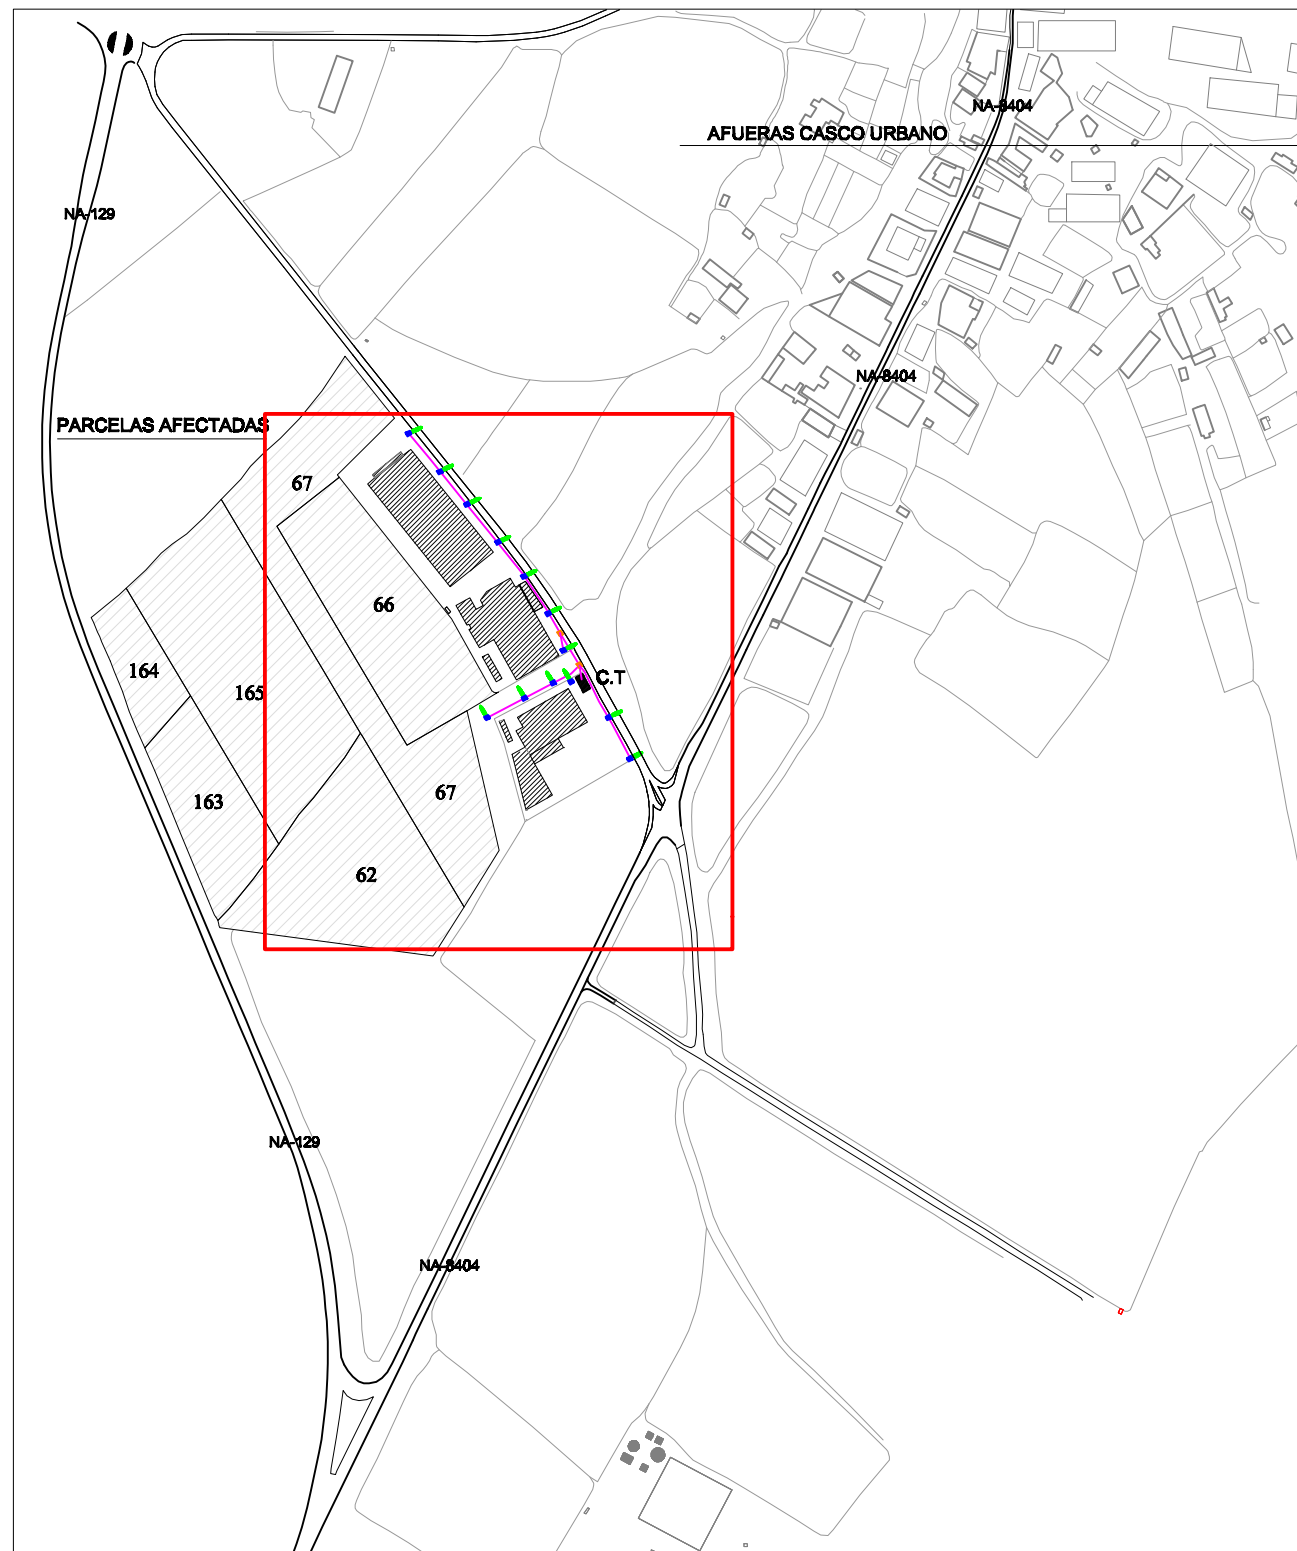 NA-8404
AFUERAS CASCO URBANO
NA-129
NA-8404
PARCELAS AFECTADAS
67
66
164
165
C.T
67
163
62
NA-129
NA-8404